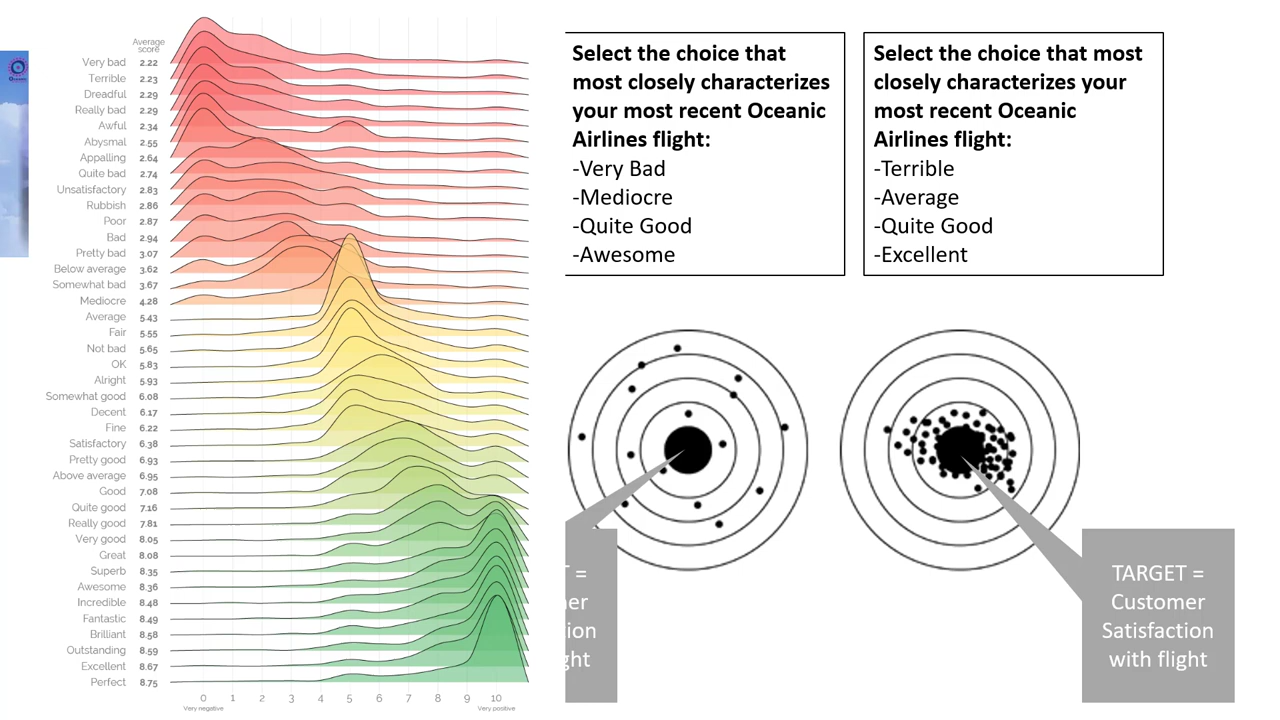 Average
score
Very bad 2.22
Terrible 2.23
Dreadful 2.29
Really bad 2.29
Awful 2.34
Abysmal 2.55
Appalling 2.64
Quite bad 2.74
Unsatisfactory 2.83
Rubbish 2.86
Poor 2.87
Bad 2.94
Pretty bad 3.07
Below average 3.62
Somewhat bad 3.67
Mediocre 4.28
Average 5.43
Fair 5.55
Not bad 5.65
OK 5.83
Alright 5.93
Somewhat good 6.08
Decent 6.17
Fine 6.22
Satisfactory 6.38
Pretty good 6.93
Above average 6.95
Good 7.08
Quite good 7.16
Really good 7.81
Very good 8.05
Great 8.08
Superb 8.35
Awesome 8.36
Incredible 8.48
Fantastic 8.49
Brilliant 8.58
Outstanding 8.59
Excellent 8.67
Perfect 8.75
0 1 2 3 4 5 6 7 8 9 10
Very negative Very positive
Select the choice that
most closely characterizes
your most recent Oceanic
Airlines flight:
-Very Bad
-Mediocre
-Quite Good
-Awesome
Select the choice that most
closely characterizes your
most recent Oceanic
Airlines flight:
-Terrible
-Average
-Quite Good
-Excellent
T =
ner
ion
ght
TARGET =
Customer
Satisfaction
with flight